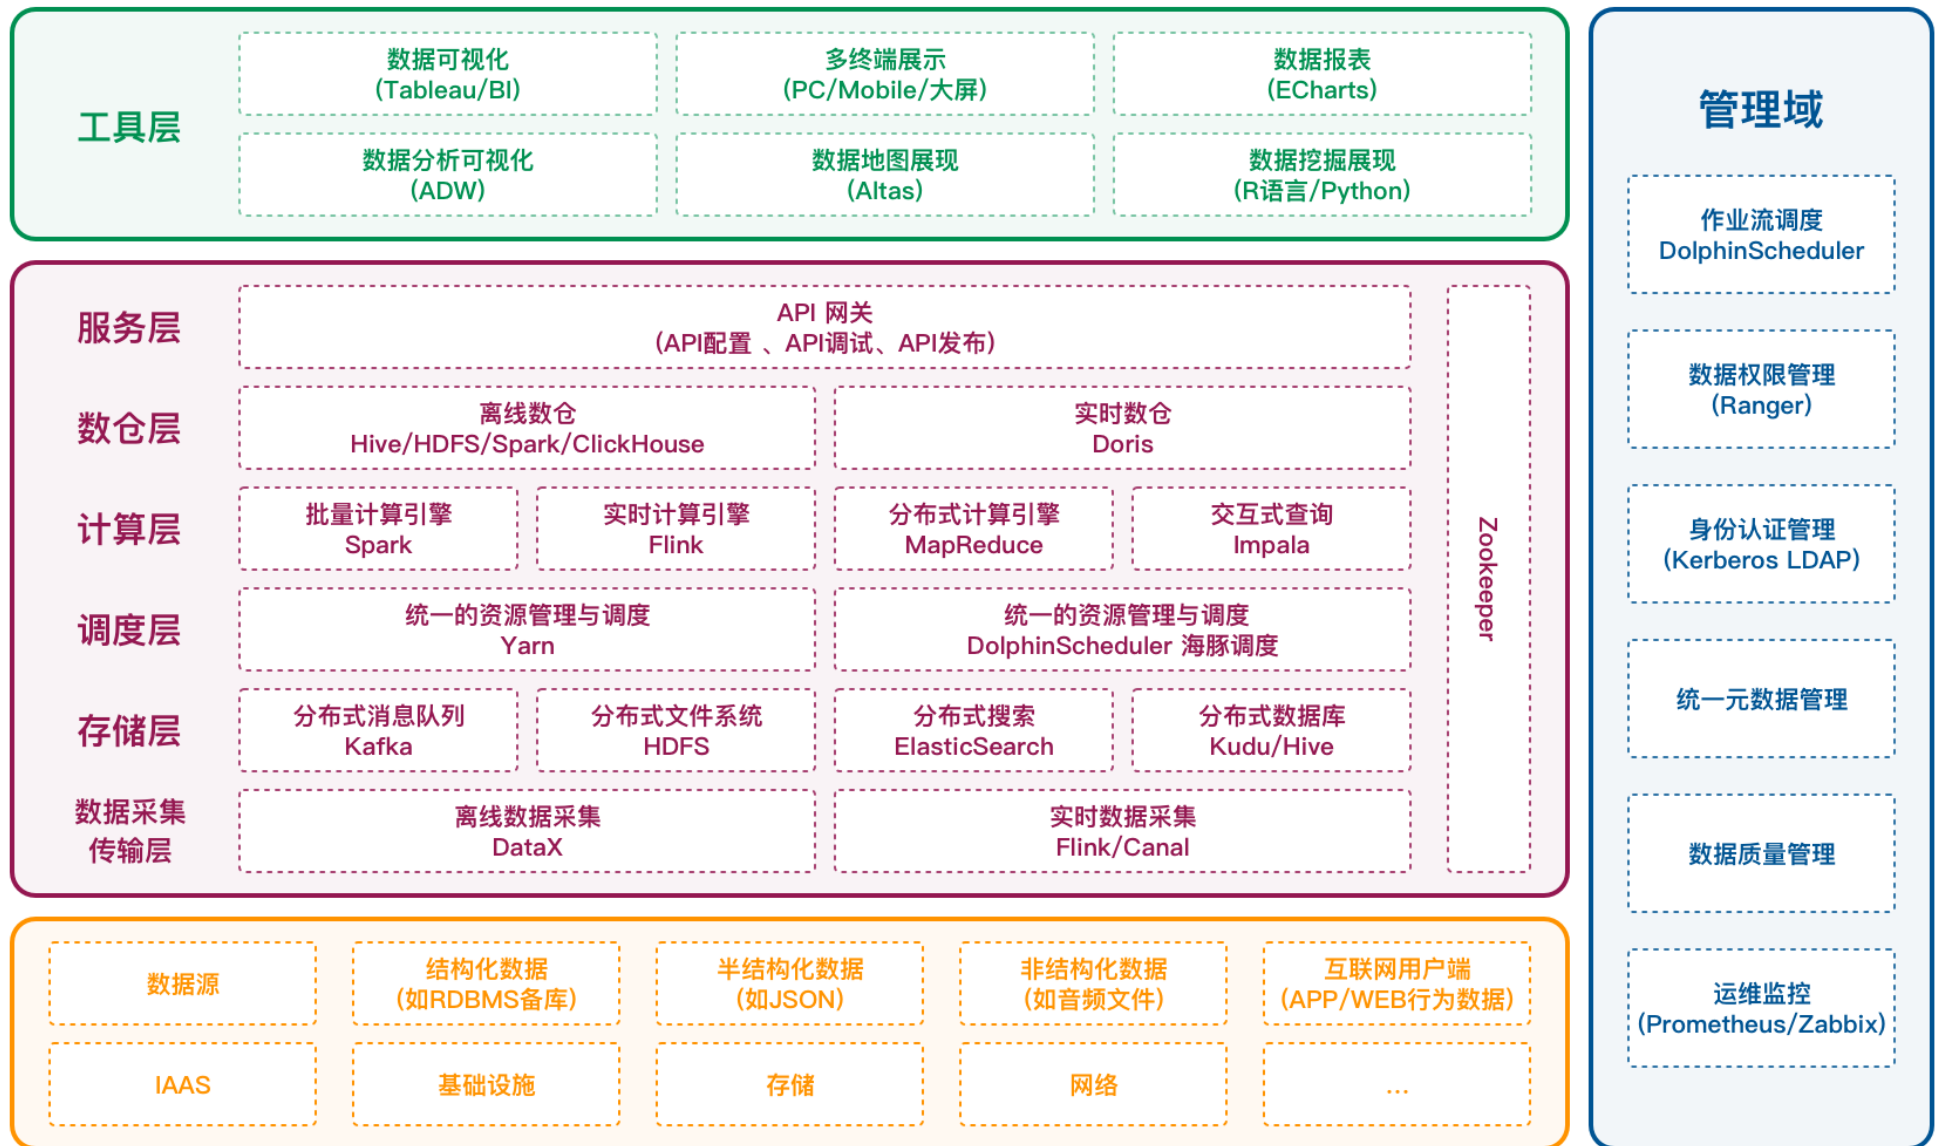 工具层
数据可视化
(Tableau/BI)
多终端展示
(PC/Mobile/大屏)
数据报表
(ECharts)
数据分析可视化
(ADW)
数据地图展现
(Altas)
数据挖掘展现
(R语言/Python)
服务层
API 网关
(API配置 、API调试、API发布)
数仓层
离线数仓
Hive/HDFS/Spark/ClickHouse
实时数仓
Doris
计算层
批量计算引擎
Spark
实时计算引擎
Flink
分布式计算引擎
MapReduce
交互式查询
Impala
调度层
统一的资源管理与调度
Yarn
统一的资源管理与调度
DolphinScheduler 海豚调度
存储层
分布式消息队列
Kafka
分布式文件系统
HDFS
分布式搜索
ElasticSearch
分布式数据库
Kudu/Hive
数据采集
传输层
离线数据采集
DataX
实时数据采集
Flink/Canal
Zookeeper
数据源
结构化数据
(如RDBMS备库)
半结构化数据
(如JSON)
非结构化数据
(如音频文件)
互联网用户端
(APP/WEB行为数据)
IAAS
基础设施
存储
网络
...
管理域
作业流调度
DolphinScheduler
数据权限管理
(Ranger)
身份认证管理
(Kerberos LDAP)
统一元数据管理
数据质量管理
运维监控
(Prometheus/Zabbix)